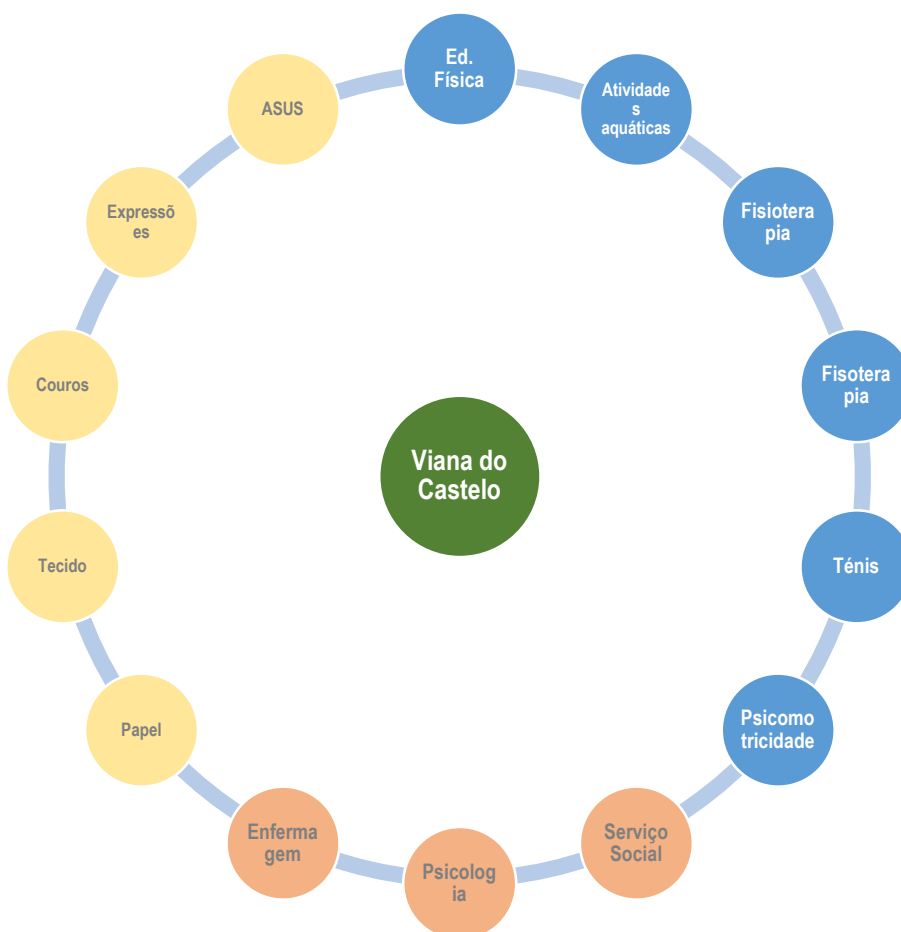 Ed.
Física
Atividade
s
aquáticas
Fisiotera
pia
Fisotera
pia
Ténis
Psicomo
tricidade
Serviço
Social
Psicolog
ia
Enferma
gem
Papel
Tecido
Couros
Expressõ
es
ASUS
Viana do
Castelo